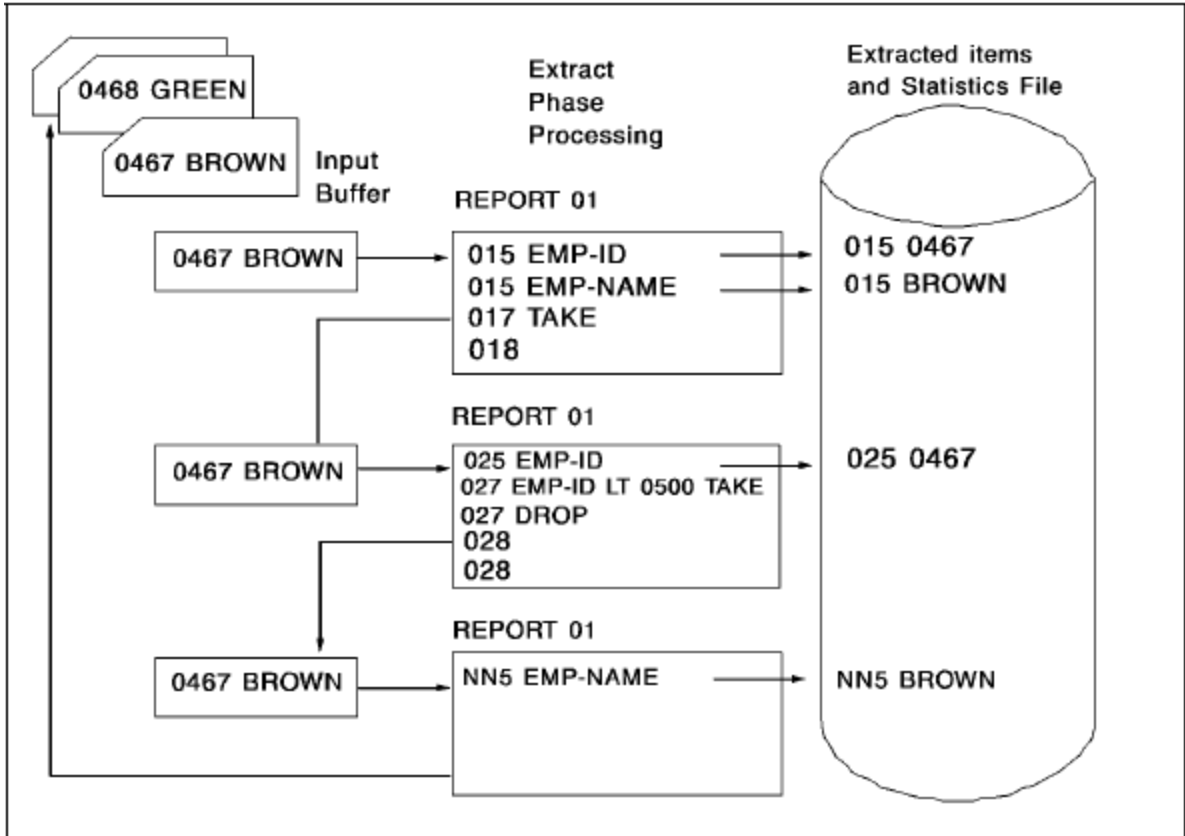 0468 GREEN
0467 BROWN
Input
Buffer
Extract
Phase
Processing
Extracted items
and Statistics File
REPORT 01
0467 BROWN
015 EMP-ID
015 EMP-NAME
017 TAKE
018
015 0467
015 BROWN
REPORT 01
0467 BROWN
025 EMP-ID
027 EMP-ID LT 0500 TAKE
027 DROP
028
028
025 0467
REPORT 01
0467 BROWN
NN5 EMP-NAME
NN5 BROWN